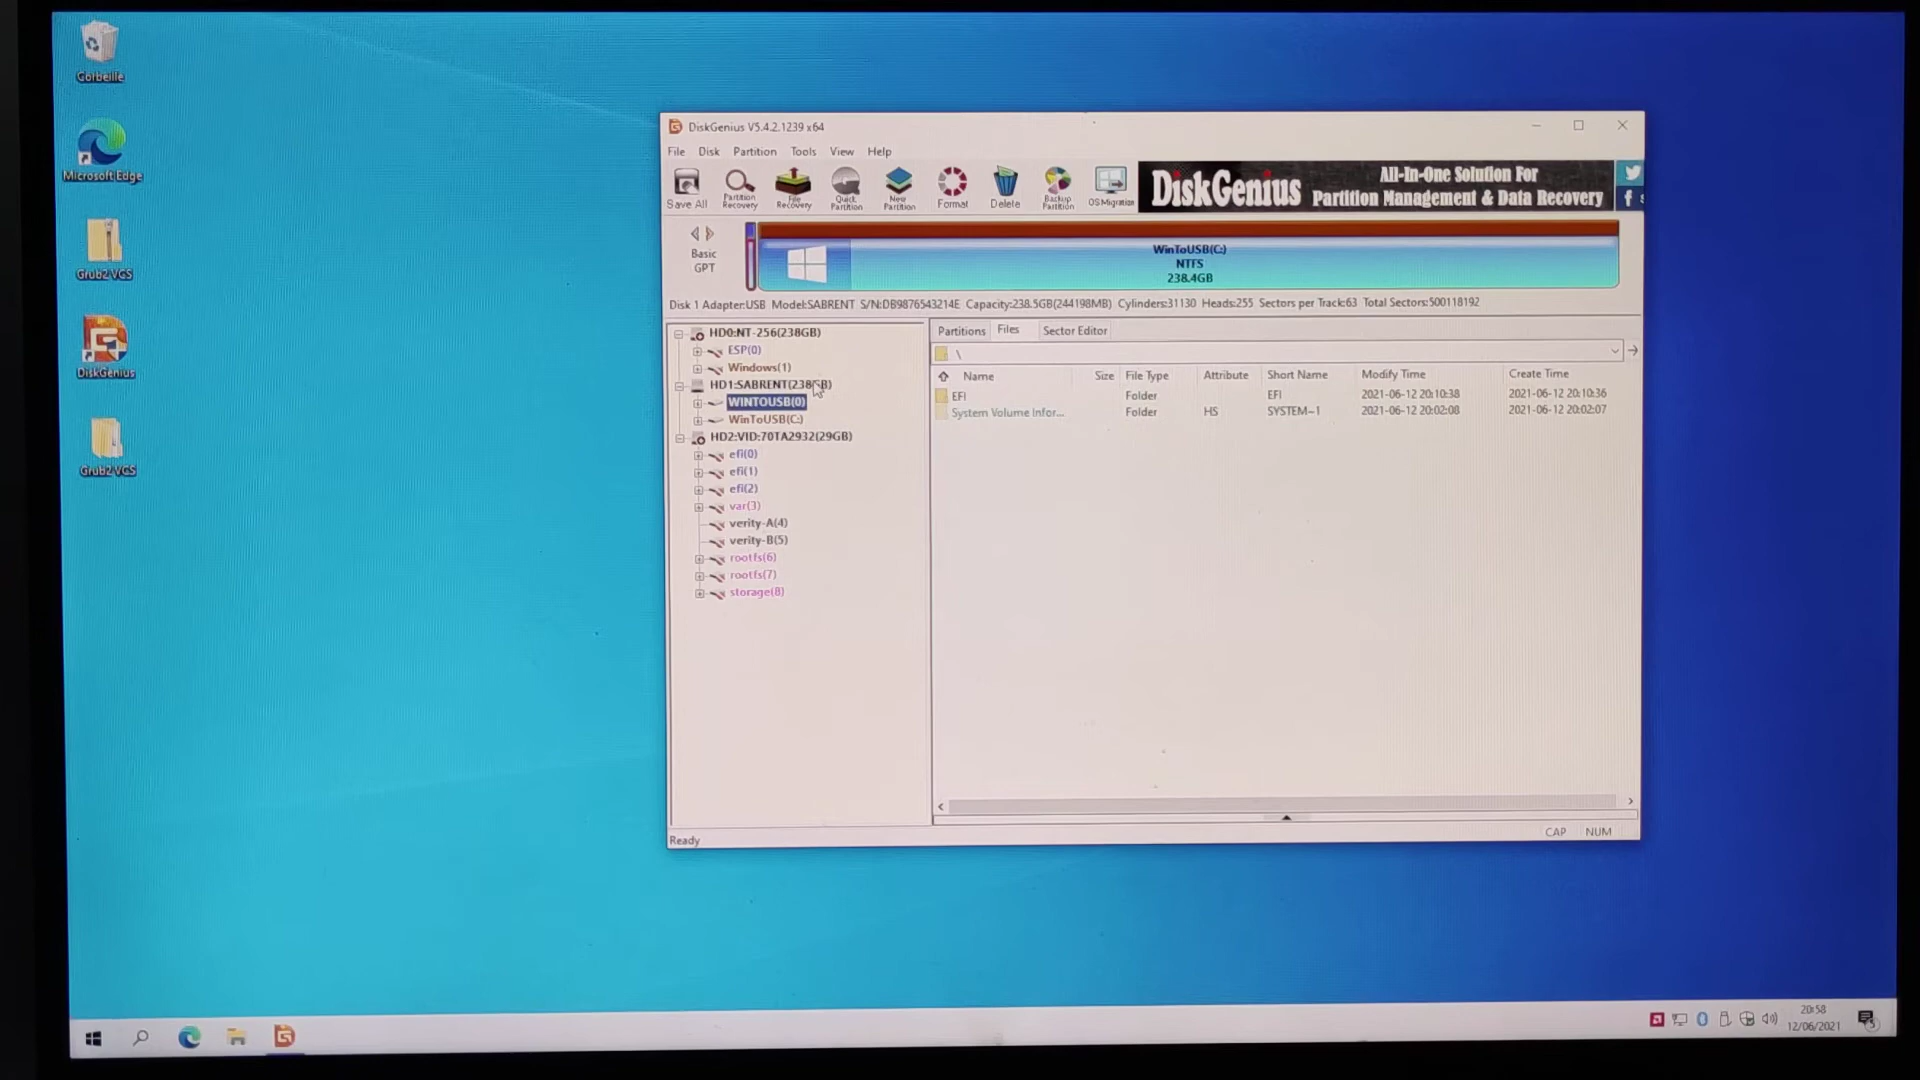 Corbeille
Microsoft Edge
Grub2 VCS
DiskGenius
Grub2 VCS
DiskGenius V5.4.2.1239 x64
File Disk Partition Tools View Help
Save All
Partition Recovery
File Recovery
Quick Partition
New Partition
Format
Delete
Backup Partition
OS Migration
DiskGenius
All-In-One Solution For
Partition Management & Data Recovery
Basic
GPT
WinToUSB(C:)
NTFS
238.4GB
Disk 1 Adapter:USB Model:SABRENT S/N:DB9876543214E Capacity:238.5GB(244198MB) Cylinders:31130 Heads:255 Sectors per Track:63 Total Sectors:500118192
HD0:NT-256(238GB)
ESP(0)
Windows(1)
HD1:SABRENT(238GB)
WINTOUSB(0)
WinToUSB(C:)
HD2:VID:70TA2932(29GB)
efi(0)
efi(1)
efi(2)
var(3)
verity-A(4)
verity-B(5)
rootfs(6)
rootfs(7)
storage(8)
Partitions Files Sector Editor
\
Name Size File Type Attribute Short Name Modify Time Create Time
EFI Folder EFI 2021-06-12 20:10:38 2021-06-12 20:10:36
System Volume Infor... Folder HS SYSTEM~1 2021-06-12 20:02:08 2021-06-12 20:02:07
Ready
CAP NUM
20:58
12/06/2021
5